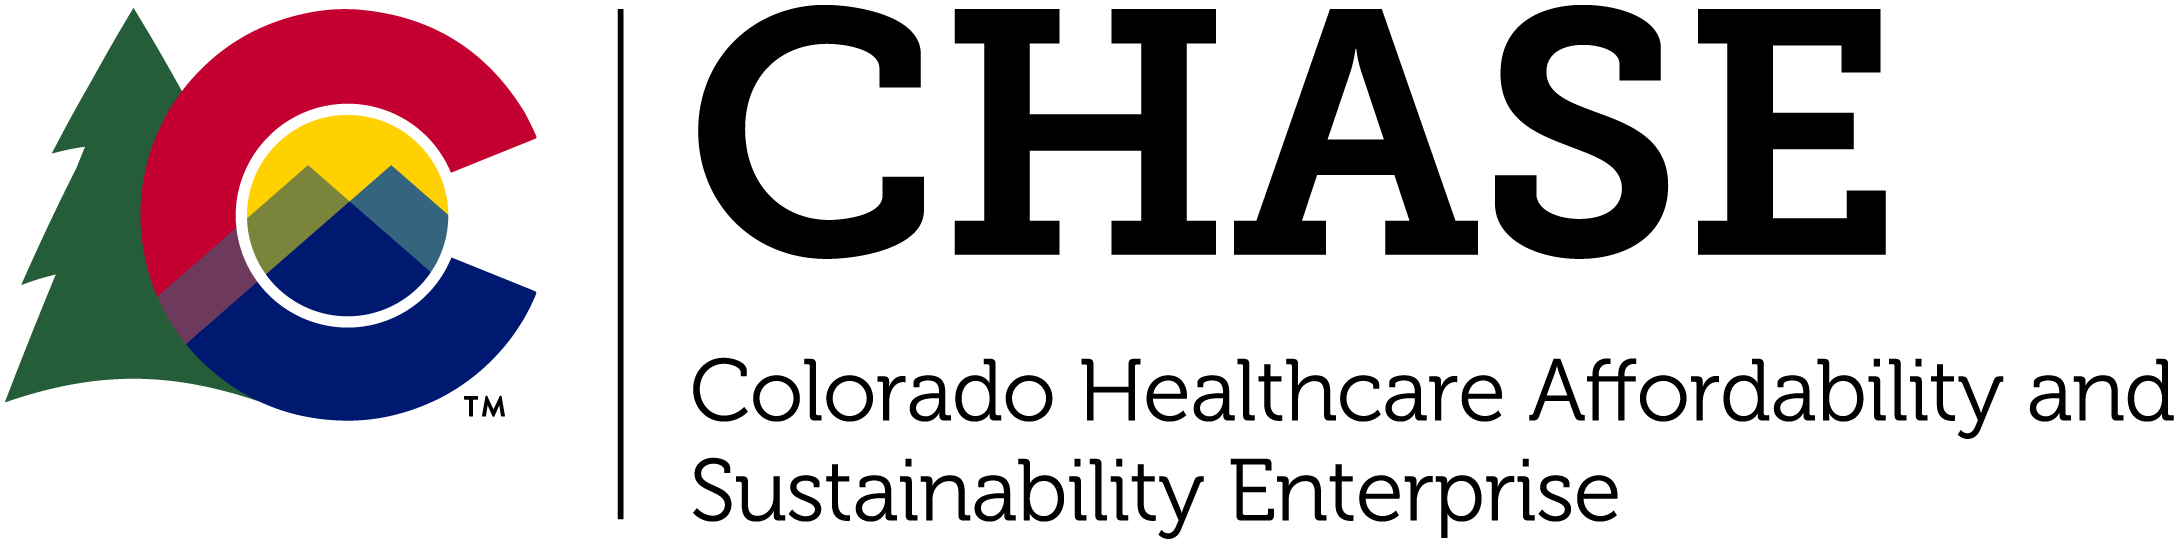 CHASE
Colorado Healthcare Affordability and
Sustainability Enterprise
TM